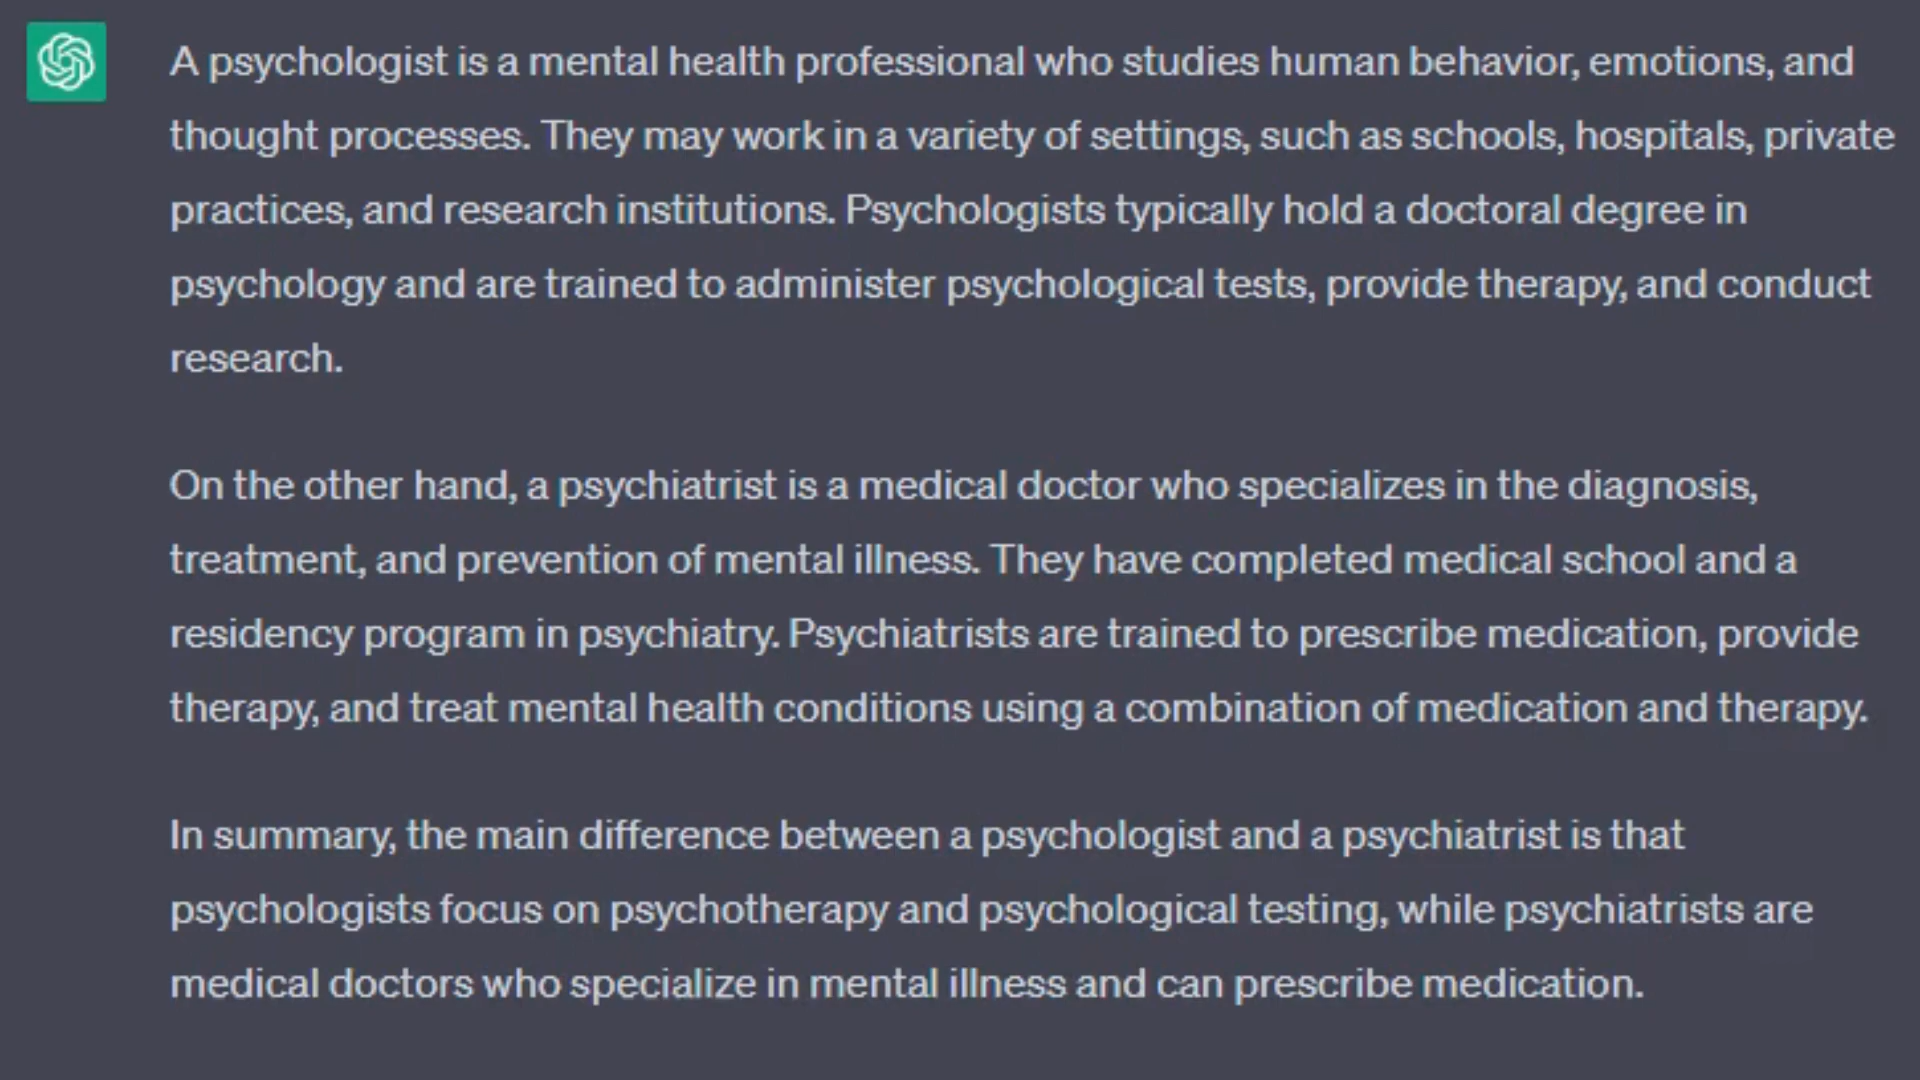 A psychologist is a mental health professional who studies human behavior, emotions, and
thought processes. They may work in a variety of settings, such as schools, hospitals, private
practices, and research institutions. Psychologists typically hold a doctoral degree in
psychology and are trained to administer psychological tests, provide therapy, and conduct
research.
On the other hand, a psychiatrist is a medical doctor who specializes in the diagnosis,
treatment, and prevention of mental illness. They have completed medical school and a
residency program in psychiatry. Psychiatrists are trained to prescribe medication, provide
therapy, and treat mental health conditions using a combination of medication and therapy.
In summary, the main difference between a psychologist and a psychiatrist is that
psychologists focus on psychotherapy and psychological testing, while psychiatrists are
medical doctors who specialize in mental illness and can prescribe medication.